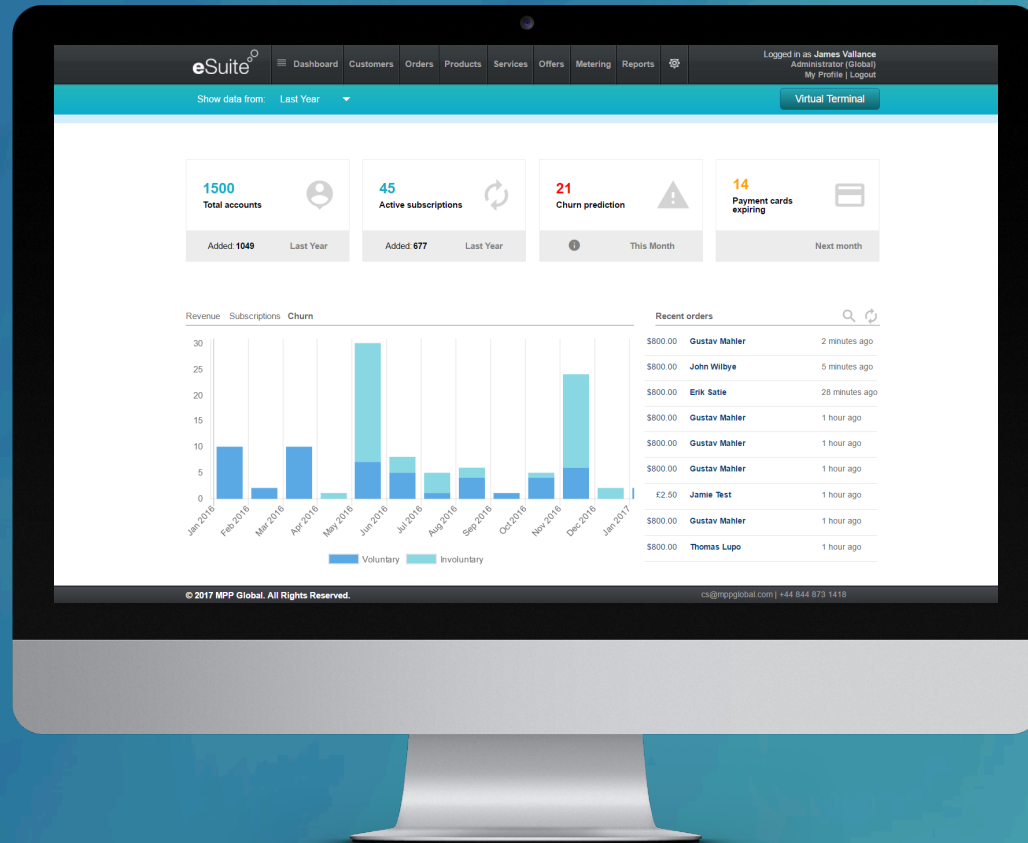 eSuite
Dashboard Customers Orders Products Services Offers Metering Reports
Logged in as James Vallance
Administrator (Global)
My Profile | Logout
Show data from: Last Year
Virtual Terminal
1500
Total accounts
Added: 1049 Last Year
45
Active subscriptions
Added: 677 Last Year
21
Churn prediction
This Month
14
Payment cards
expiring
Next month
Revenue Subscriptions Churn
30
25
20
15
10
5
0
Jan 2016 Feb 2016 Mar 2016 Apr 2016 May 2016 Jun 2016 Jul 2016 Aug 2016 Sep 2016 Oct 2016 Nov 2016 Dec 2016 Jan 2017
Voluntary Involuntary
Recent orders
$800.00 Gustav Mahler 2 minutes ago
$800.00 John Wilbye 5 minutes ago
$800.00 Erik Satie 28 minutes ago
$800.00 Gustav Mahler 1 hour ago
$800.00 Gustav Mahler 1 hour ago
$800.00 Gustav Mahler 1 hour ago
£2.50 Jamie Test 1 hour ago
$800.00 Gustav Mahler 1 hour ago
$800.00 Thomas Lupo 1 hour ago
© 2017 MPP Global. All Rights Reserved.
cs@mppglobal.com | +44 844 873 1418